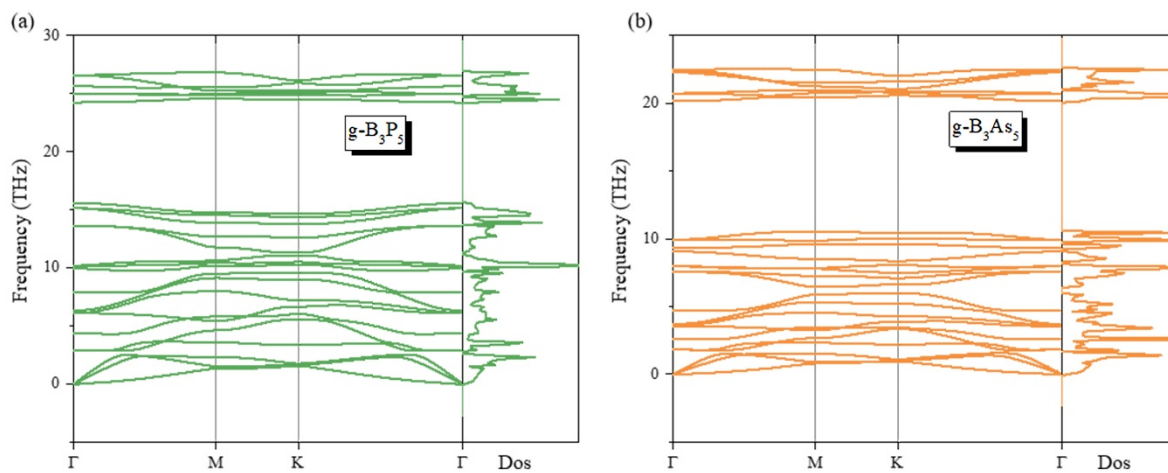 (a)
30
20
10
0
Frequency (THz)
g-B₃P₅
Γ
M
K
Γ
Dos
(b)
20
10
0
Frequency (THz)
g-B₃As₅
Γ
M
K
Γ
Dos